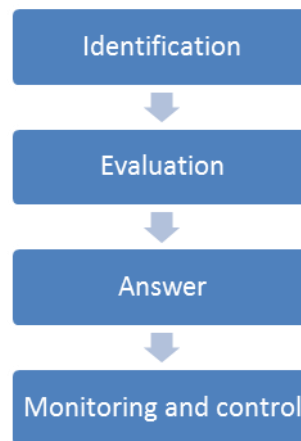 Identification
Evaluation
Answer
Monitoring and control